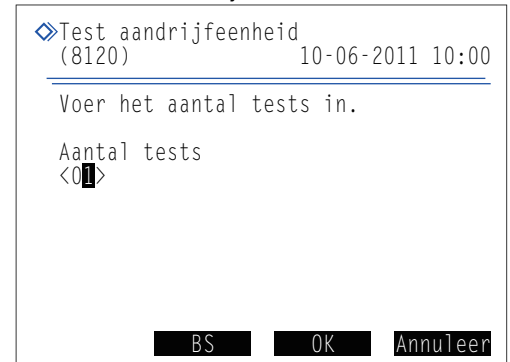 Test aandrijfeenheid
(8120) 10-06-2011 10:00
Voer het aantal tests in.
Aantal tests
<01>
BS OK Annuleer